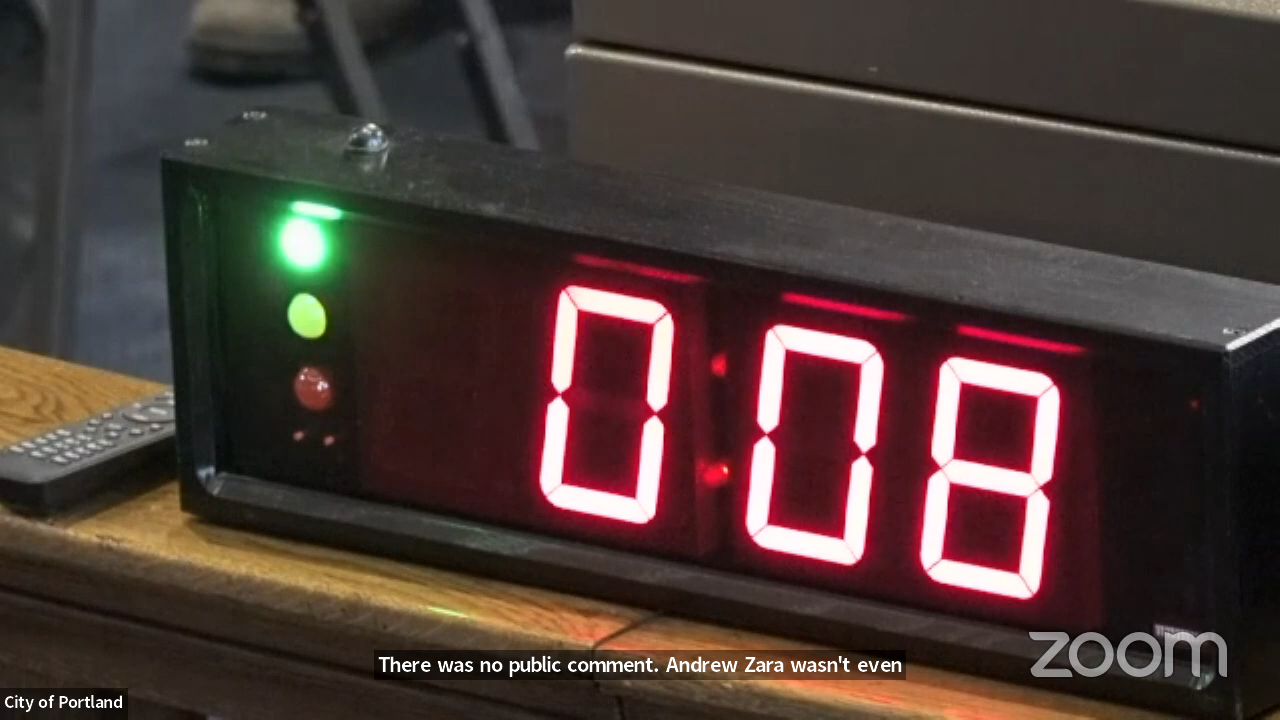 0:08
There was no public comment. Andrew Zara wasn't even
zoom
City of Portland